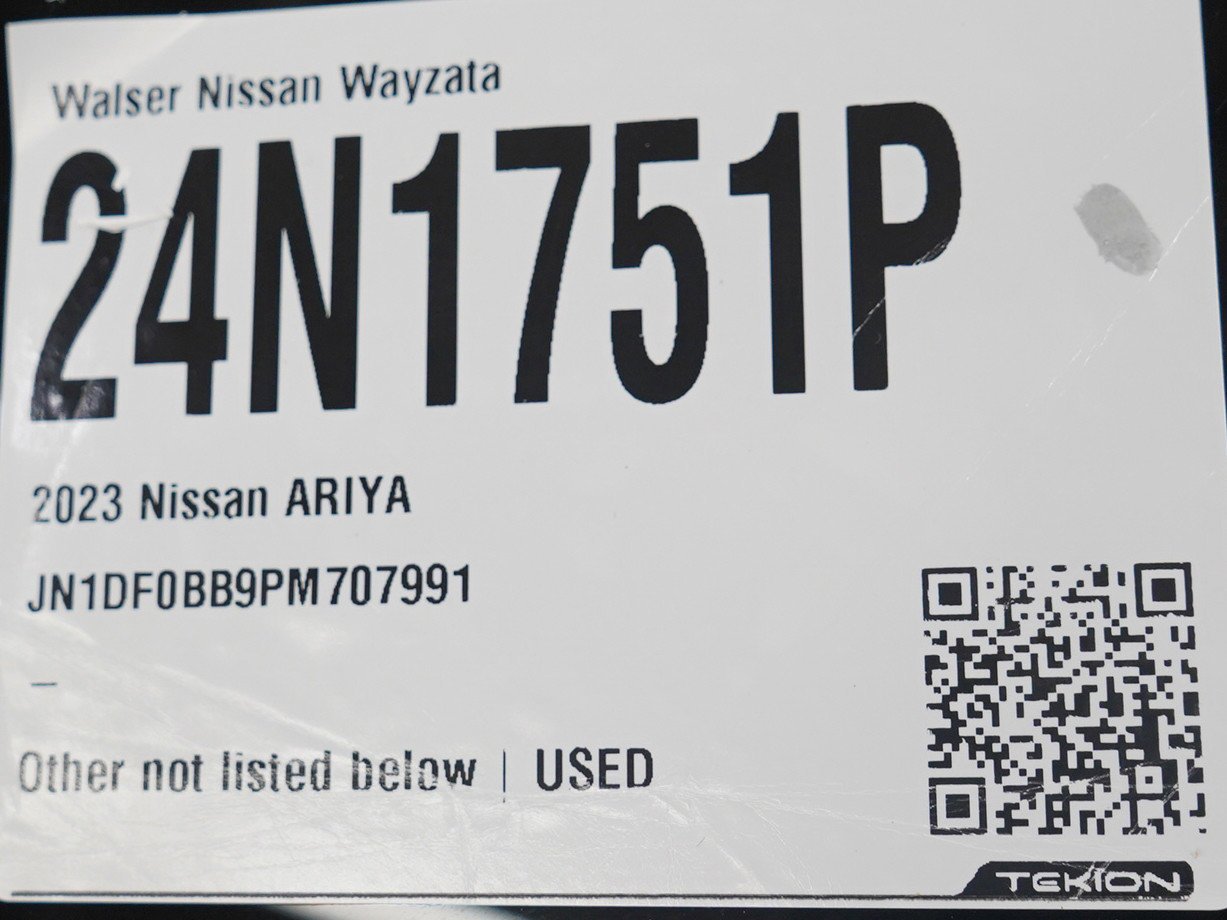 Walser Nissan Wayzata
24N1751P
2023 Nissan ARIYA
JN1DF0BB9PM707991
–
Other not listed below | USED
TEKION